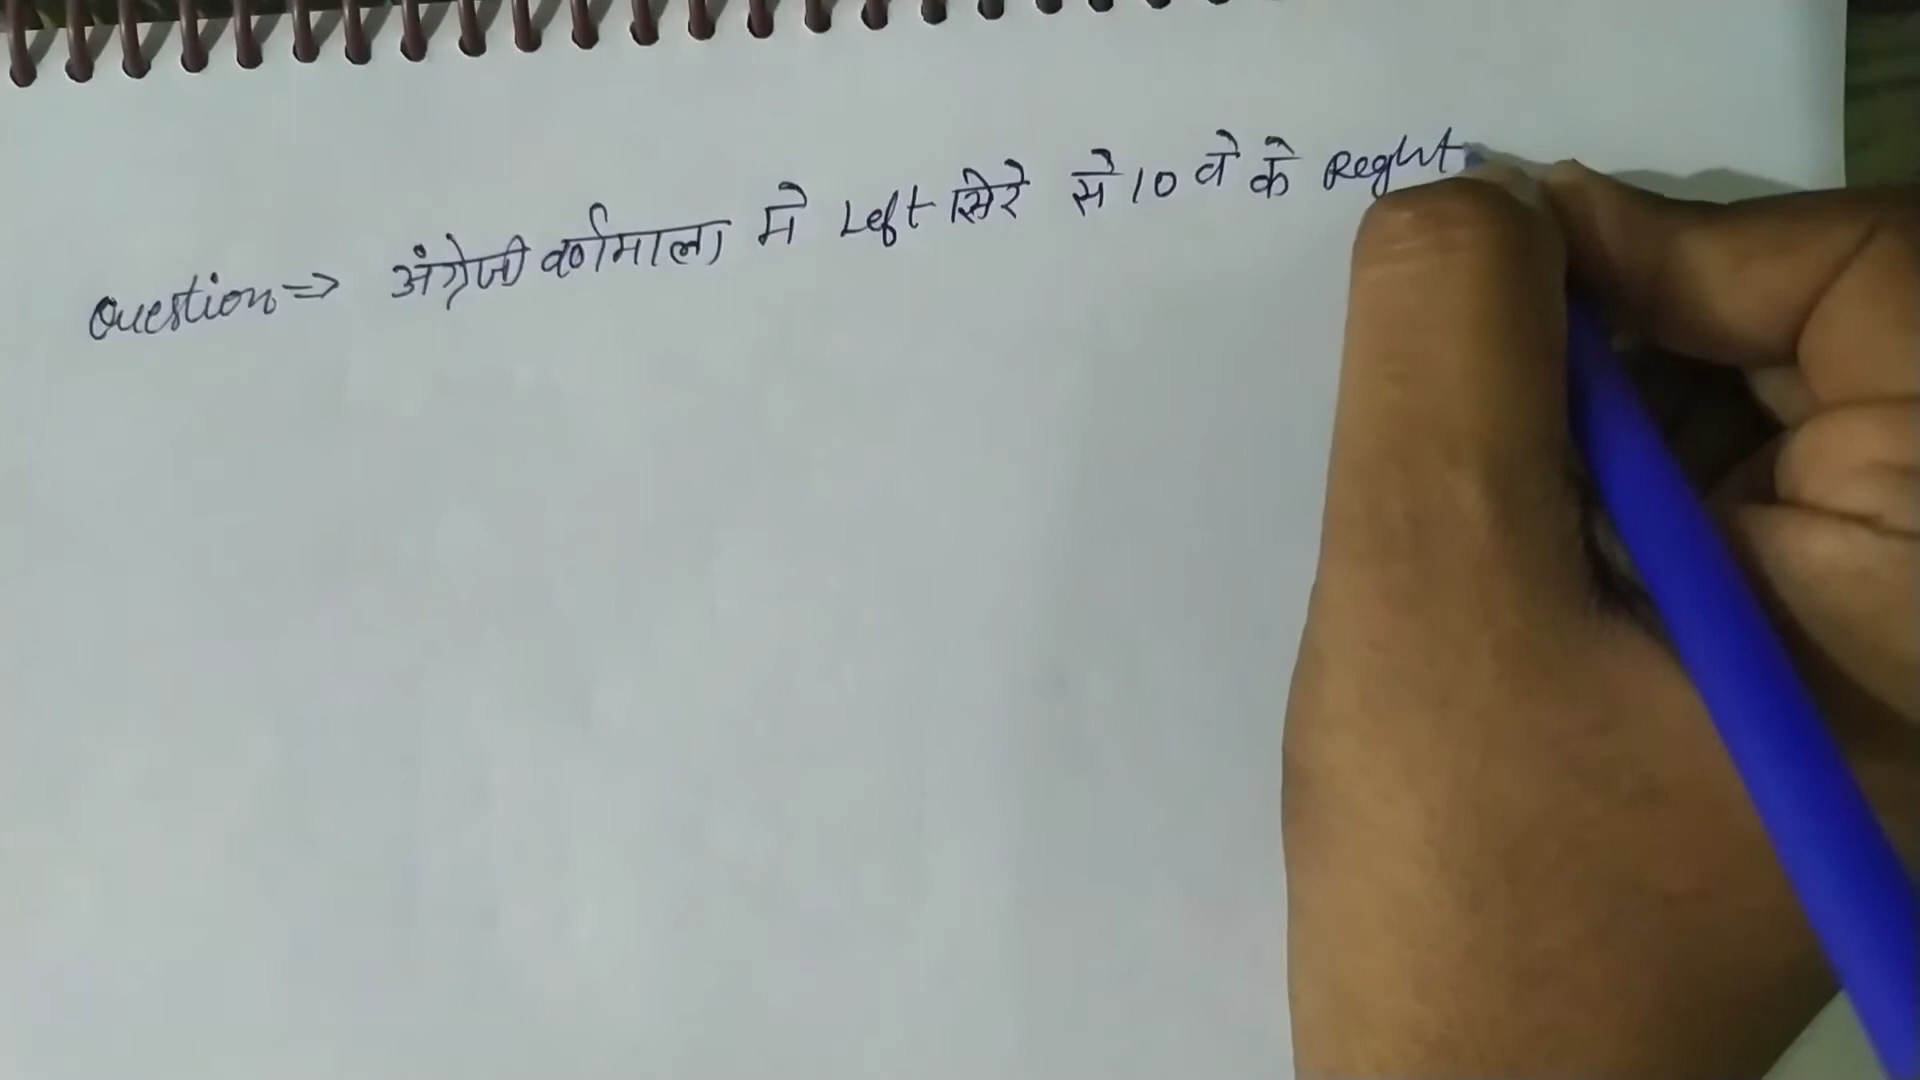 Question => अंग्रेजी वर्णमाला मे Left सिरे से 10 वे के Reght